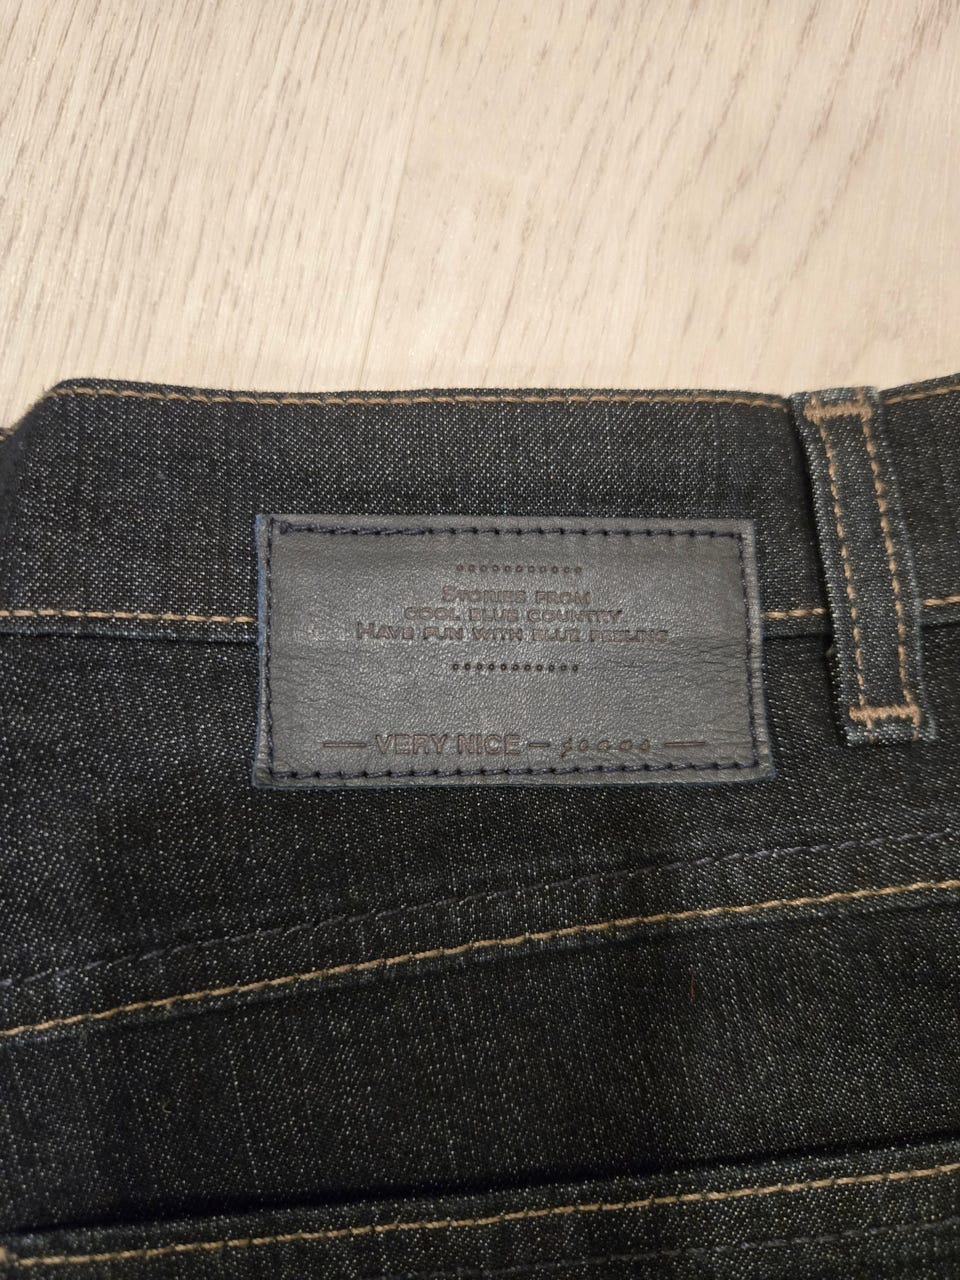 STORIES FROM
COOL BLUE COUNTRY
HAVE FUN WITH BLUE FEELING
— VERY NICE — —